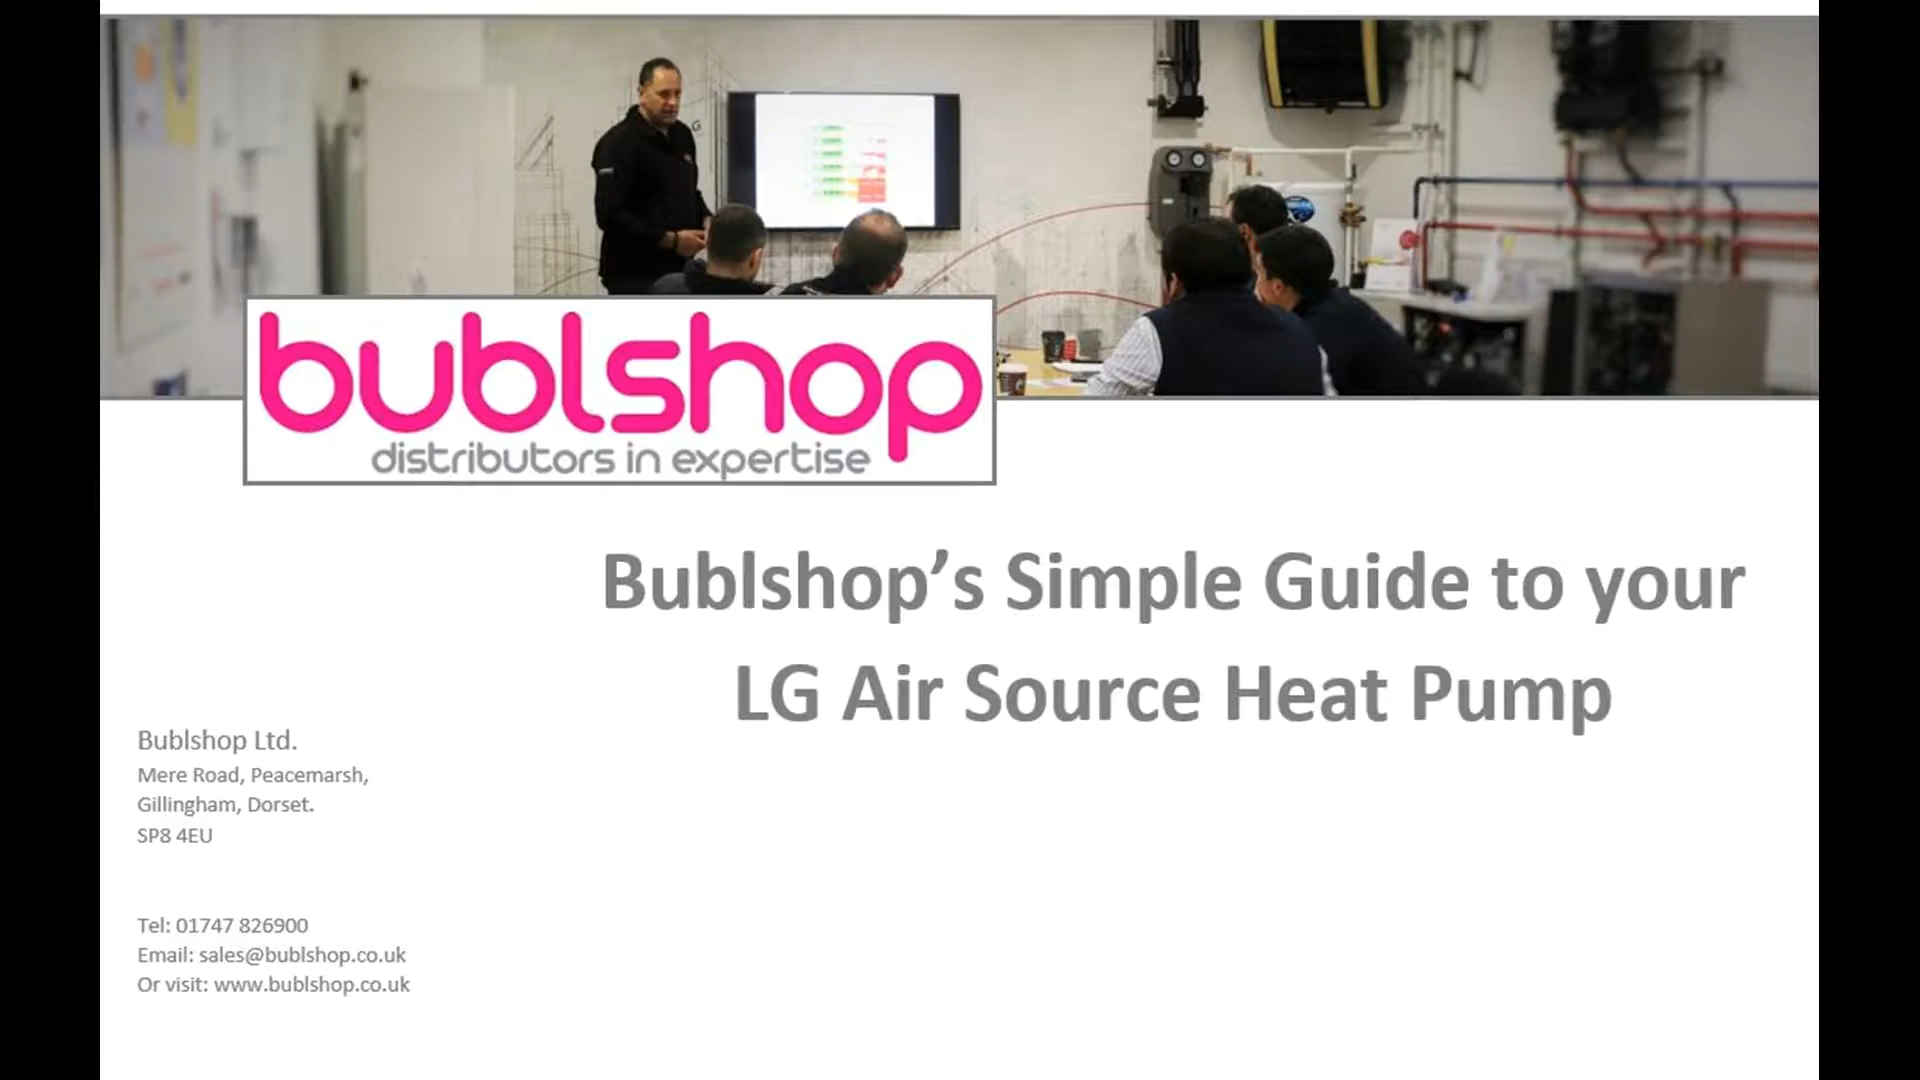 bublshop
distributors in expertise
Bublshop’s Simple Guide to your
LG Air Source Heat Pump
Bublshop Ltd.
Mere Road, Peacemarsh,
Gillingham, Dorset.
SP8 4EU
Tel: 01747 826900
Email: sales@bublshop.co.uk
Or visit: www.bublshop.co.uk